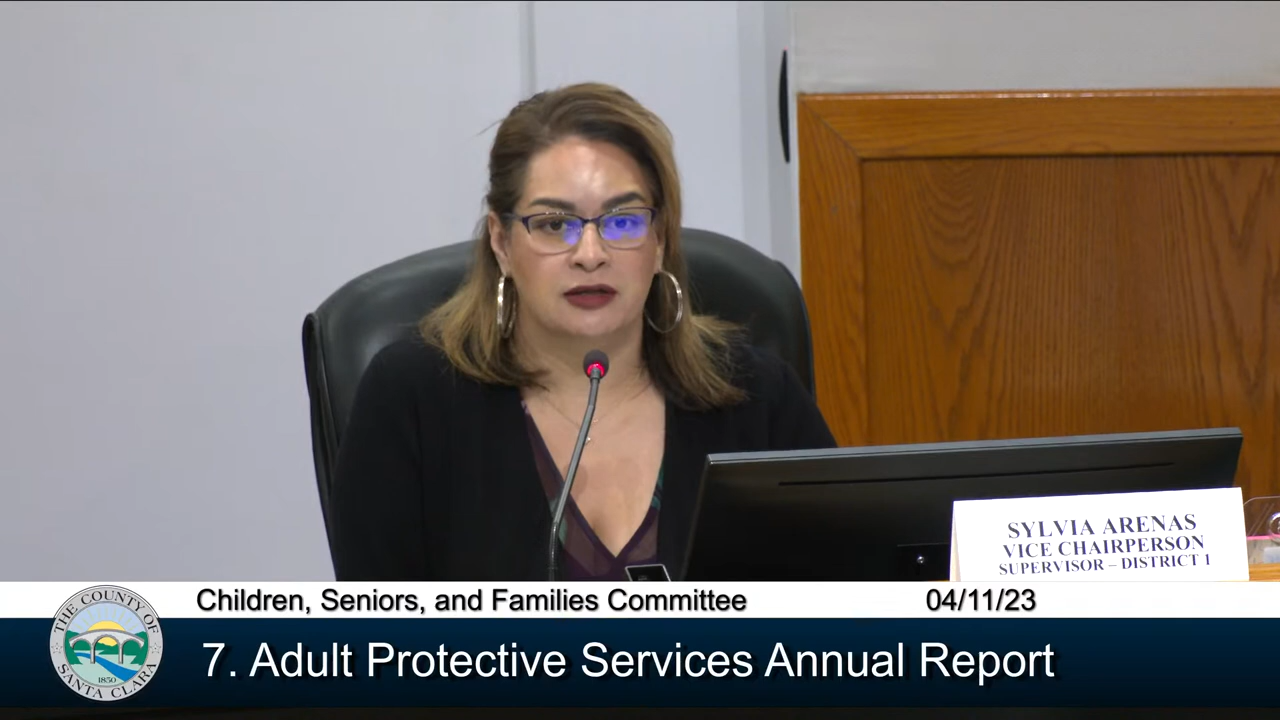 SYLVIA ARENAS
VICE CHAIRPERSON
SUPERVISOR – DISTRICT 1
Children, Seniors, and Families Committee
04/11/23
THE COUNTY OF
SANTA CLARA
1850
7. Adult Protective Services Annual Report